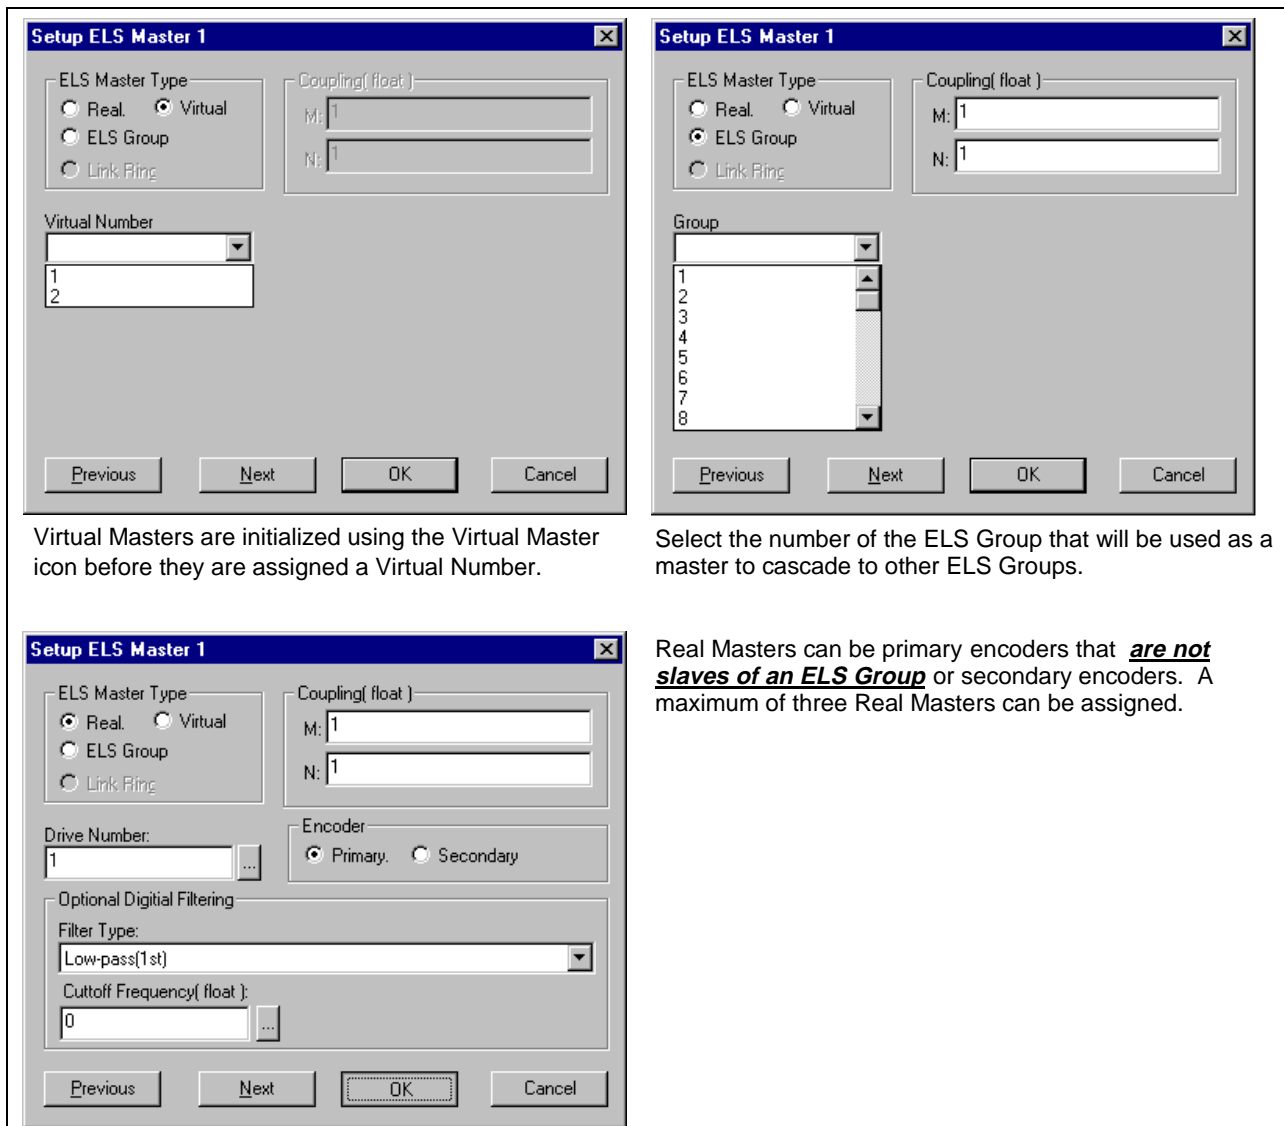 Setup ELS Master 1
ELS Master Type
Real. Virtual
ELS Group
Link Ring
Coupling( float )
M: 1
N: 1
Virtual Number
1
2
Previous Next OK Cancel
Virtual Masters are initialized using the Virtual Master
icon before they are assigned a Virtual Number.
Setup ELS Master 1
ELS Master Type
Real. Virtual
ELS Group
Link Ring
Coupling( float )
M: 1
N: 1
Group
1
2
3
4
5
6
7
8
Previous Next OK Cancel
Select the number of the ELS Group that will be used as a
master to cascade to other ELS Groups.
Setup ELS Master 1
ELS Master Type
Real. Virtual
ELS Group
Link Ring
Coupling( float )
M: 1
N: 1
Drive Number:
1 ...
Encoder
Primary. Secondary
Optional Digitial Filtering
Filter Type:
Low-pass(1st)
Cuttoff Frequency( float ):
0 ...
Previous Next OK Cancel
Real Masters can be primary encoders that are not
slaves of an ELS Group or secondary encoders. A
maximum of three Real Masters can be assigned.